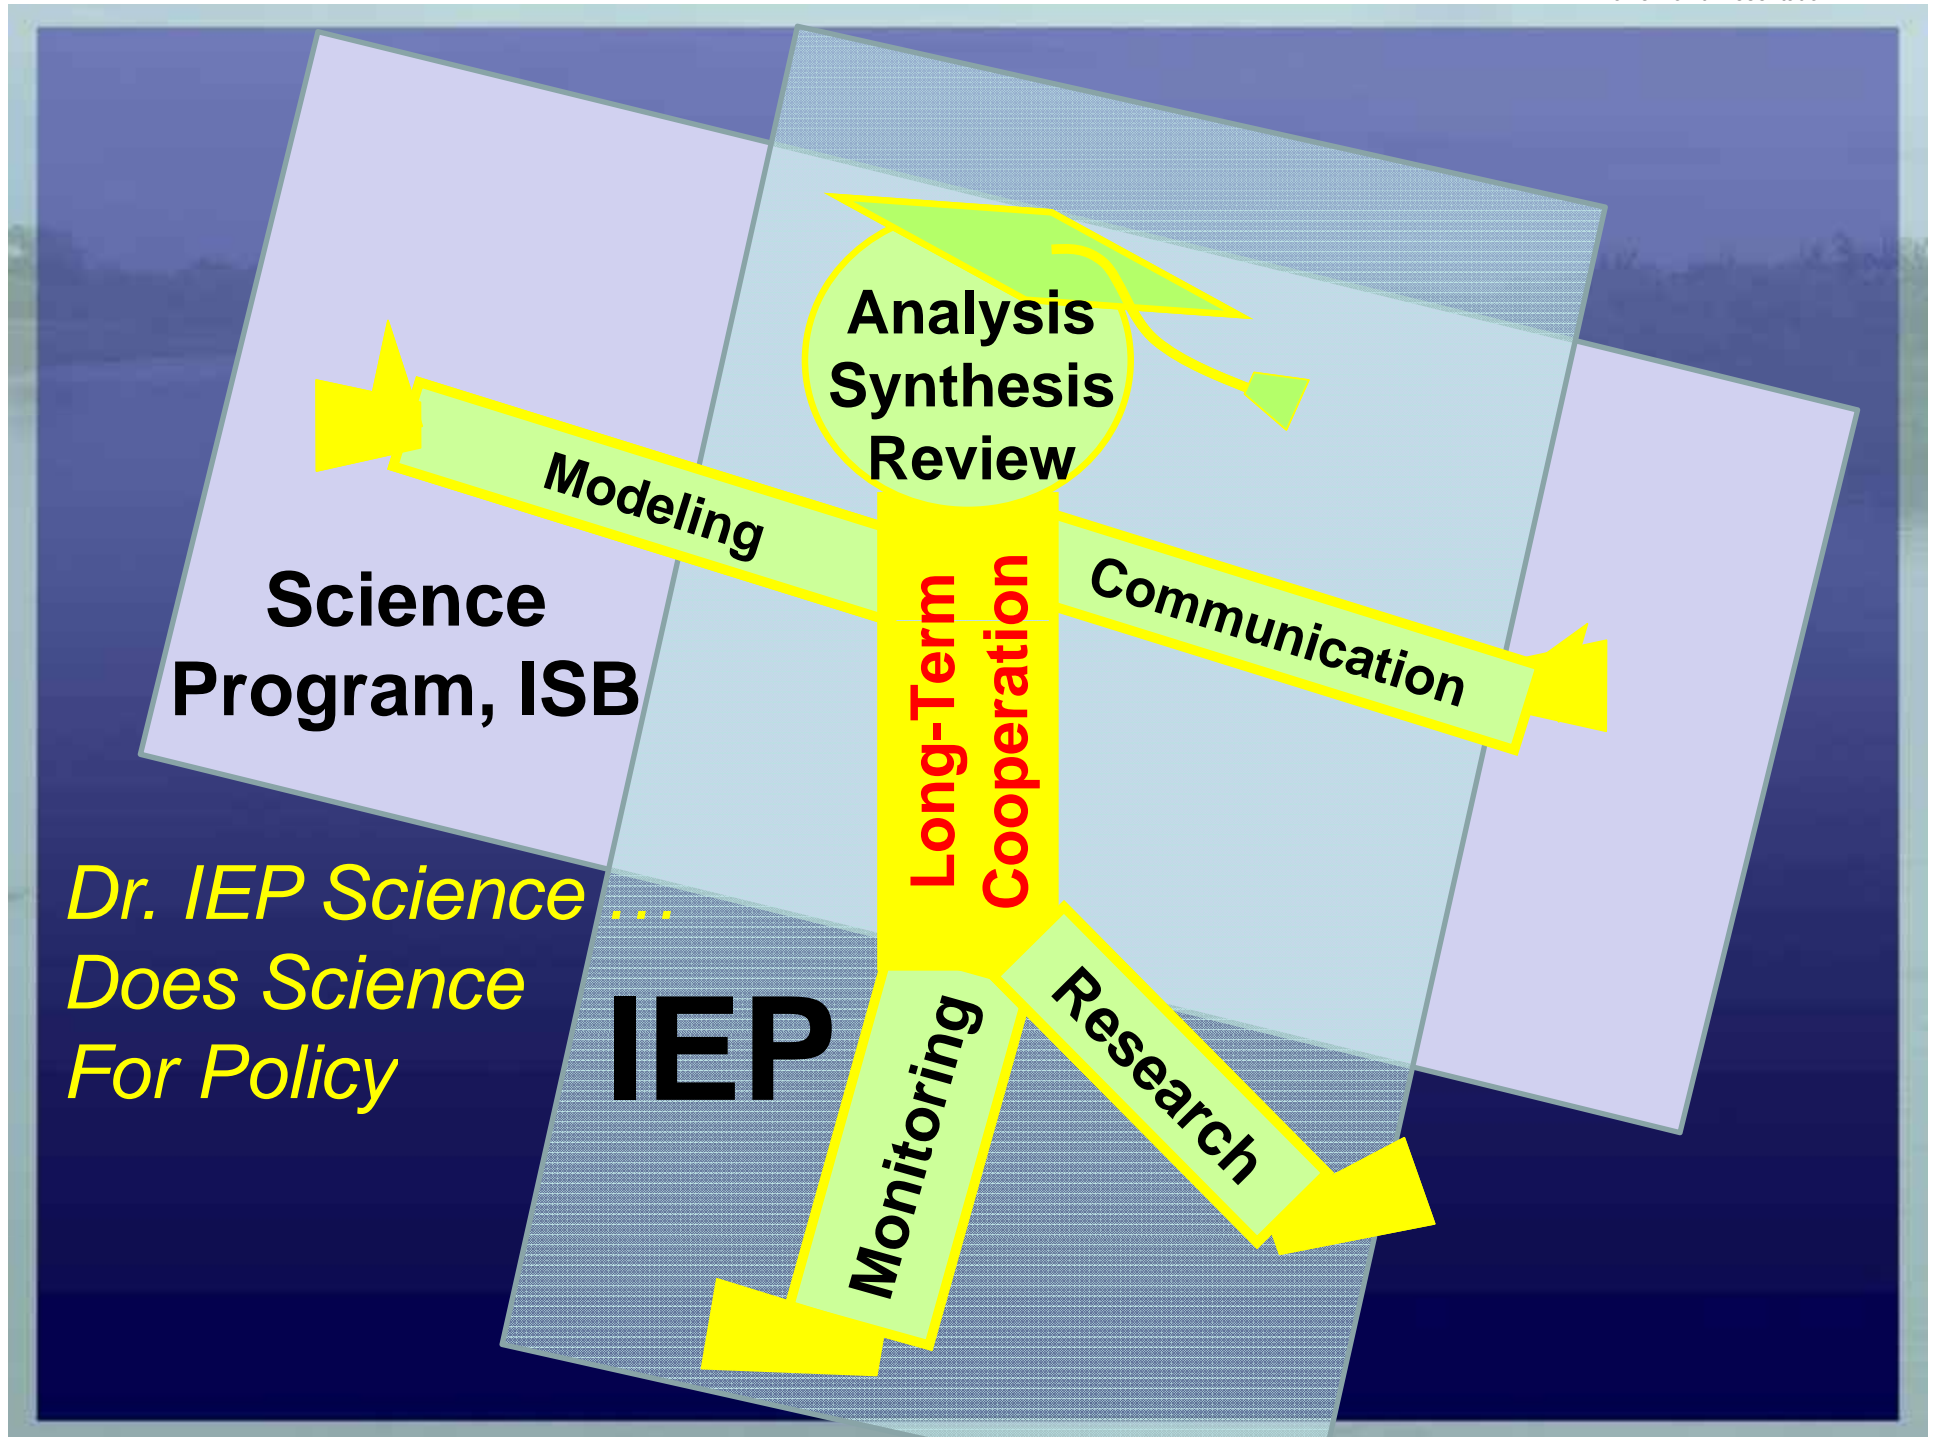 Analysis
Synthesis
Review
Modeling
Communication
Long-Term
Cooperation
Science
Program, ISB
Dr. IEP Science …
Does Science
For Policy
IEP
Monitoring
Research